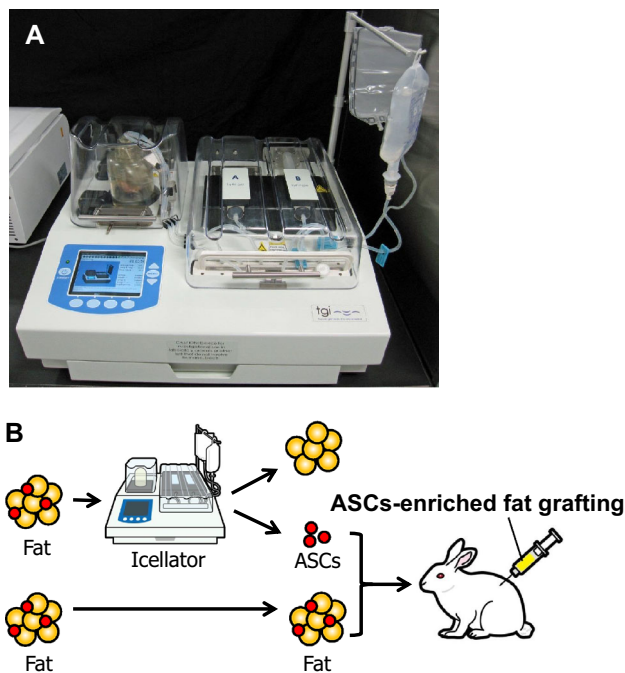 A
A
B
tgi
B
Fat
Icellator
ASCs
ASCs-enriched fat grafting
Fat
Fat